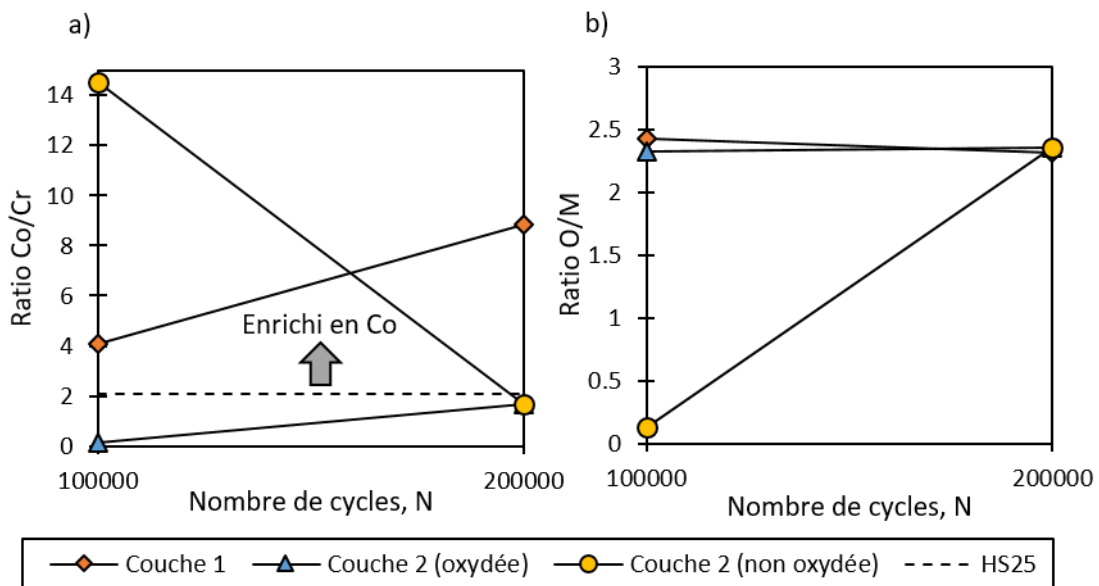 a)
14
12
10
8
6
4
2
0
Ratio Co/Cr
Enrichi en Co
100000
200000
Nombre de cycles, N
b)
3
2.5
2
1.5
1
0.5
0
Ratio O/M
100000
200000
Nombre de cycles, N
Couche 1 Couche 2 (oxydée) Couche 2 (non oxydée) HS25